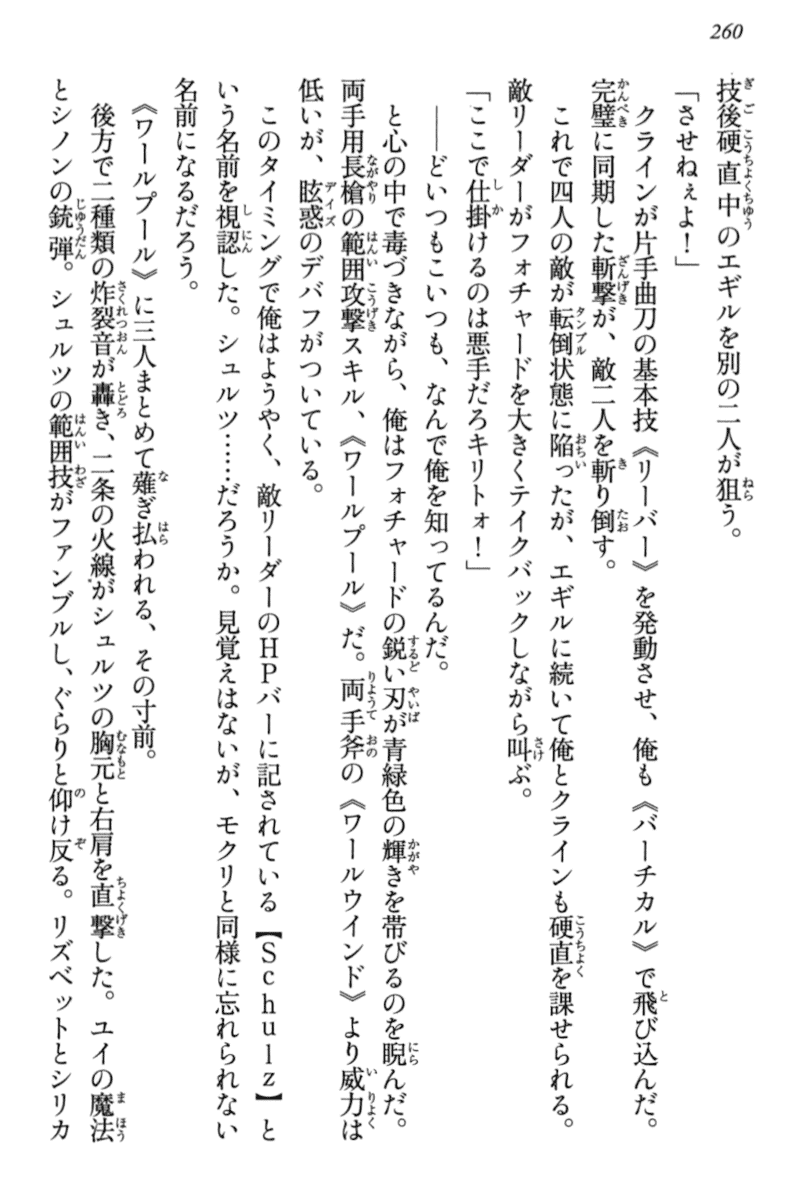 260
技後硬直中のエギルを別の二人が狙う。
「させねぇよ！」
クラインが片手曲刀の基本技《リーバー》を発動させ、俺も《バーチカル》で飛び込んだ。
完璧に同期した斬撃が、敵二人を斬り倒す。
これで四人の敵が転倒状態に陥ったが、エギルに続いて俺とクラインも硬直を課せられる。
敵リーダーがフォチャードを大きくテイクバックしながら叫ぶ。
「ここで仕掛けるのは悪手だろキリトォ！」
――どいつもこいつも、なんで俺を知ってるんだ。
と心の中で毒づきながら、俺はフォチャードの鋭い刃が青緑色の輝きを帯びるのを睨んだ。
両手用長槍の範囲攻撃スキル、《ワールプール》だ。両手斧の《ワールウインド》より威力は
低いが、眩惑のデバフがついている。
このタイミングで俺はようやく、敵リーダーのHPバーに記されている【Schulz】と
いう名前を視認した。シュルツ……だろうか。見覚えはないが、モクリと同様に忘れられない
名前になるだろう。
《ワールプール》に三人まとめて薙ぎ払われる、その寸前。
後方で二種類の炸裂音が轟き、二条の火線がシュルツの胸元と右肩を直撃した。ユイの魔法
とシノンの銃弾。シュルツの範囲技がファンブルし、ぐらりと仰け反る。リズベットとシリカ